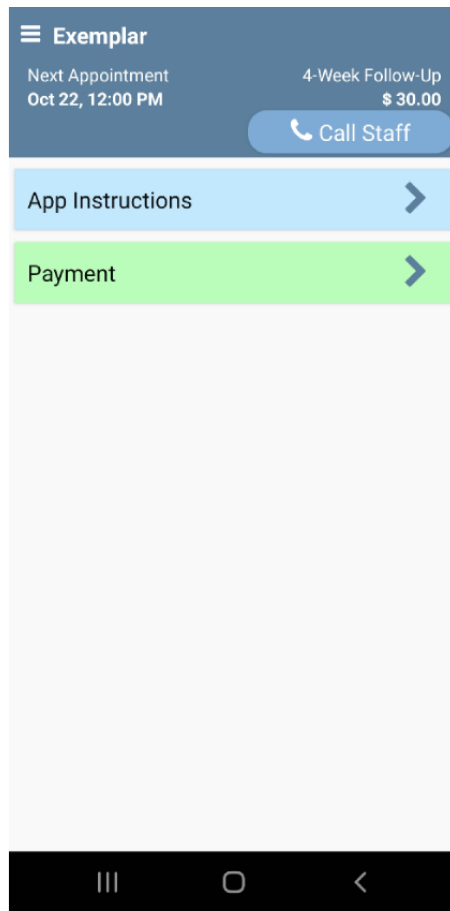 Exemplar
Next Appointment
4-Week Follow-Up
Oct 22, 12:00 PM
$ 30.00
Call Staff
App Instructions
Payment